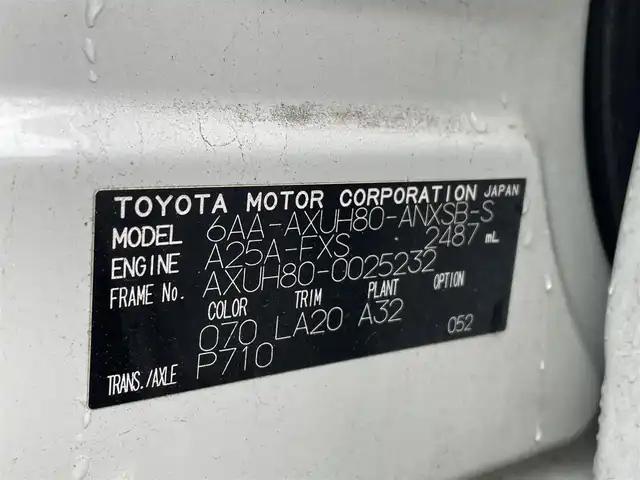 TOYOTA MOTOR CORPORATION JAPAN
MODEL 6AA-AXUH80-ANXSB-S
ENGINE A25A-FXS 2487 mL
FRAME No. AXUH80-0025232
COLOR TRIM PLANT OPTION
070 LA20 A32 052
TRANS./AXLE P710